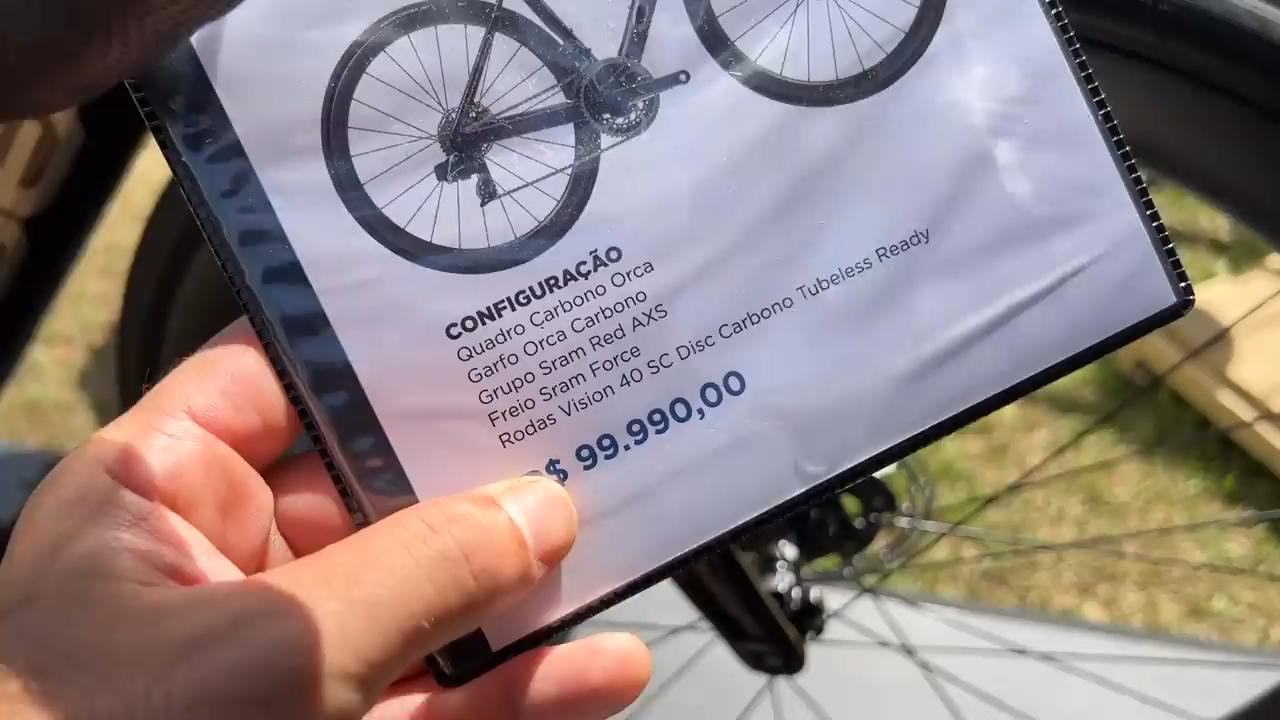 CONFIGURAÇÃO
Quadro Carbono Orca
Garfo Orca Carbono
Grupo Sram Red AXS
Freio Sram Force
Rodas Vision 40 SC Disc Carbono Tubeless Ready
$ 99.990,00